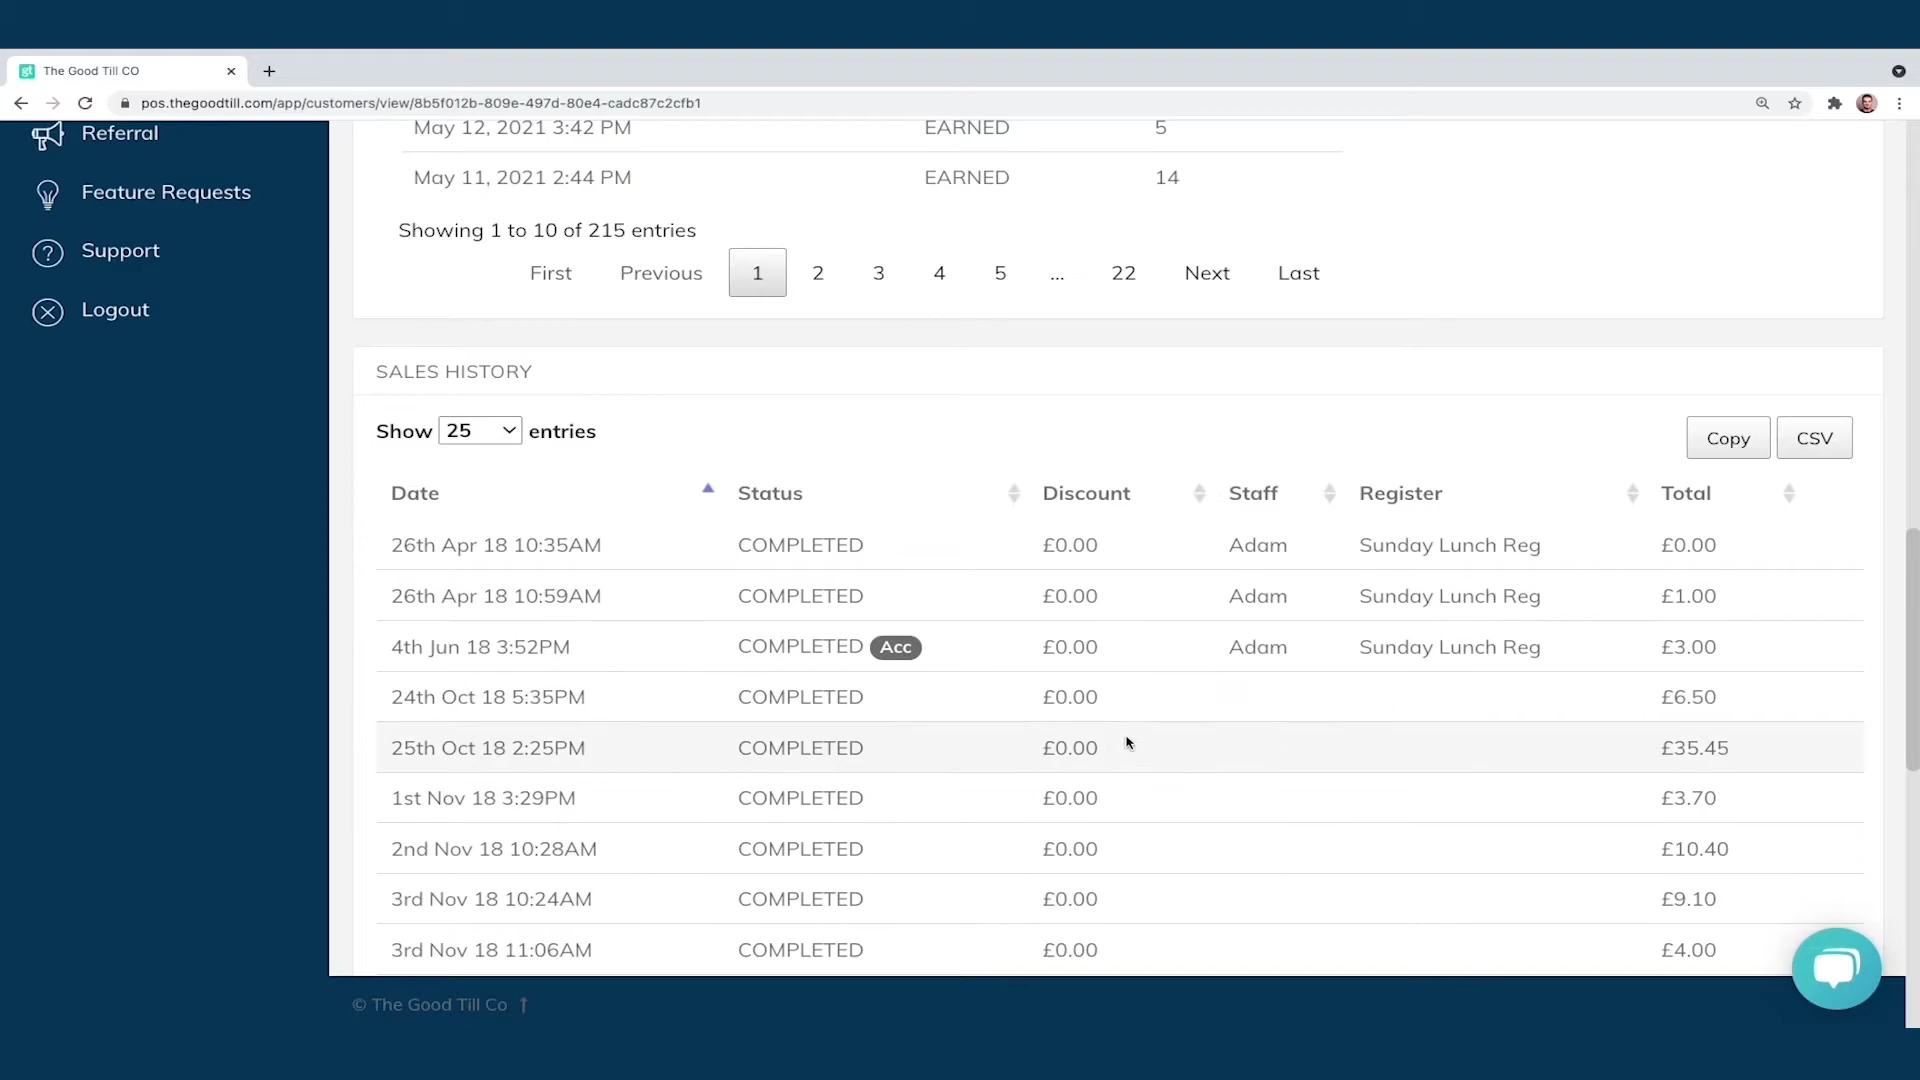 The Good Till CO
pos.thegoodtill.com/app/customers/view/8b5f012b-809e-497d-80e4-cadc87c2cfb1
Referral
Feature Requests
Support
Logout
May 12, 2021 3:42 PM EARNED 5
May 11, 2021 2:44 PM EARNED 14
Showing 1 to 10 of 215 entries
First Previous 1 2 3 4 5 ... 22 Next Last
SALES HISTORY
Show 25 entries
Copy CSV
Date Status Discount Staff Register Total
26th Apr 18 10:35AM COMPLETED £0.00 Adam Sunday Lunch Reg £0.00
26th Apr 18 10:59AM COMPLETED £0.00 Adam Sunday Lunch Reg £1.00
4th Jun 18 3:52PM COMPLETED Acc £0.00 Adam Sunday Lunch Reg £3.00
24th Oct 18 5:35PM COMPLETED £0.00 £6.50
25th Oct 18 2:25PM COMPLETED £0.00 £35.45
1st Nov 18 3:29PM COMPLETED £0.00 £3.70
2nd Nov 18 10:28AM COMPLETED £0.00 £10.40
3rd Nov 18 10:24AM COMPLETED £0.00 £9.10
3rd Nov 18 11:06AM COMPLETED £0.00 £4.00
© The Good Till Co ↑